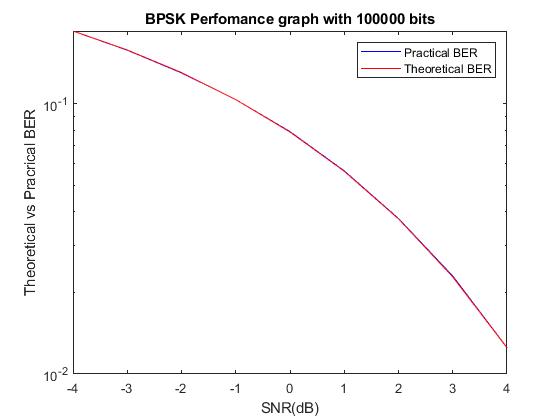 BPSK Perfomance graph with 100000 bits
Practical BER
Theoretical BER
Theoretical vs Pracrical BER
10-1
10-2
-4 -3 -2 -1 0 1 2 3 4
SNR(dB)